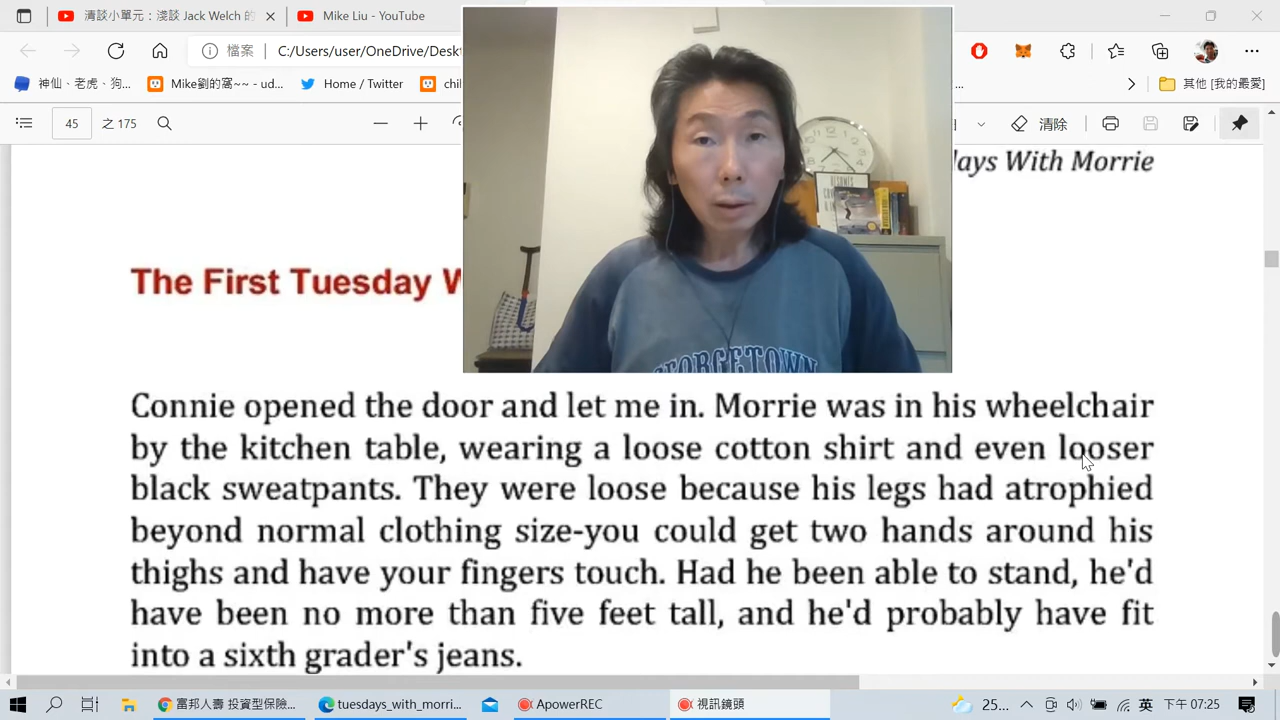 清談小單元：淺談 Jack Welch 的
Mike Liu - YouTube
檔案
C:/Users/user/OneDrive/Deskt
神仙、老虎、狗...
Mike劉的窩~~ - ud...
Home / Twitter
chil
其他 [我的最愛]
45 之 175
清除
days With Morrie
The First Tuesday W
GEORGETOWN
Connie opened the door and let me in. Morrie was in his wheelchair
by the kitchen table, wearing a loose cotton shirt and even looser
black sweatpants. They were loose because his legs had atrophied
beyond normal clothing size-you could get two hands around his
thighs and have your fingers touch. Had he been able to stand, he'd
have been no more than five feet tall, and he'd probably have fit
into a sixth grader's jeans.
富邦人壽 投資型保險...
tuesdays_with_morri...
ApowerREC
視訊鏡頭
25...
英
下午 07:25